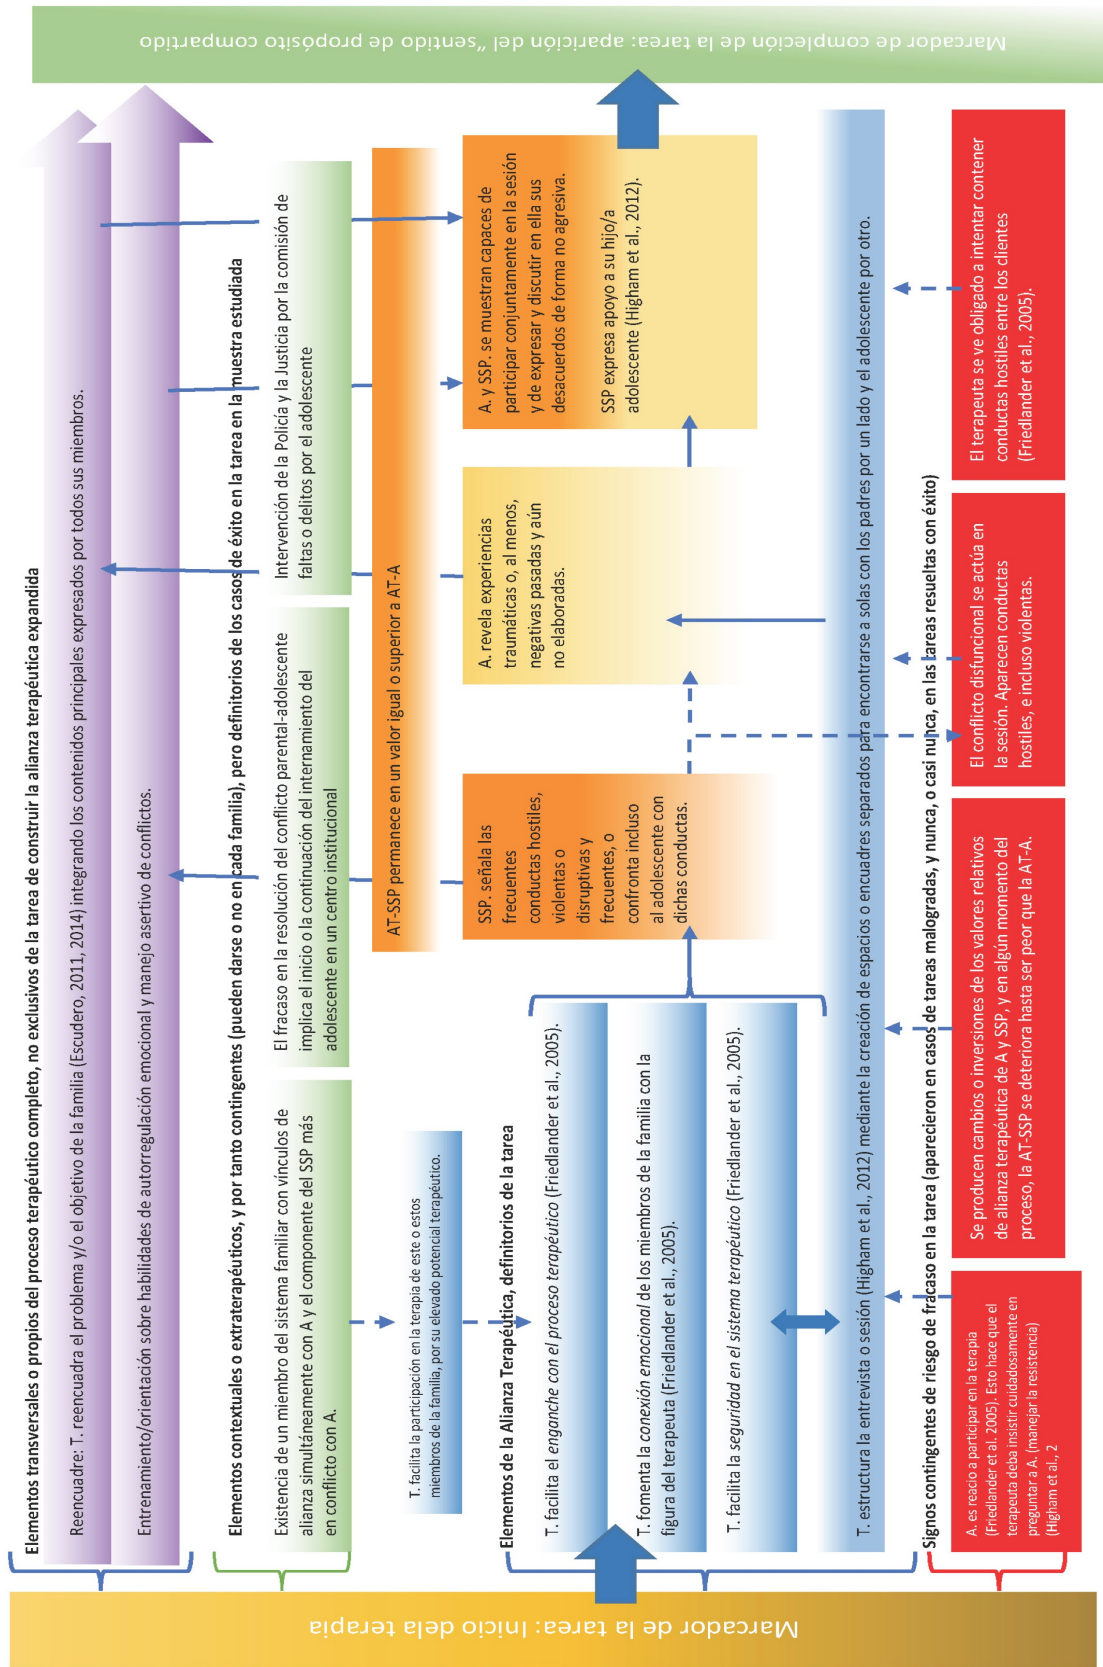 Marcador de la tarea: Inicio dela terapia
Elementos transversales o propios del proceso terapéutico completo, no exclusivos de la tarea de construir la alianza terapéutica expandida
Reencuadre: T. reencuadra el problema y/o el objetivo de la familia (Escudero, 2011, 2014) integrando los contenidos principales expresados por todos sus miembros.
Entrenamiento/orientación sobre habilidades de autorregulación emocional y manejo asertivo de conflictos.
Elementos contextuales o extraterapéuticos, y por tanto contingentes (pueden darse o no en cada familia), pero definitorios de los casos de éxito en la tarea en la muestra estudiada
Existencia de un miembro del sistema familiar con vínculos de
alianza simultáneamente con A y el componente del SSP más
en conflicto con A.
El fracaso en la resolución del conflicto parental-adolescente
implica el inicio o la continuación del internamiento del
adolescente en un centro institucional
Intervención de la Policía y la Justicia por la comisión de
faltas o delitos por el adolescente
T. facilita la participación en la terapia de este o estos
miembros de la familia, por su elevado potencial terapéutico.
AT-SSP permanece en un valor igual o superior a AT-A
Elementos de la Alianza Terapéutica, definitorios de la tarea
T. facilita el enganche con el proceso terapéutico (Friedlander et al., 2005).
T. fomenta la conexión emocional de los miembros de la familia con la
figura del terapeuta (Friedlander et al., 2005).
T. facilita la seguridad en el sistema terapéutico (Friedlander et al., 2005).
SSP. señala las
frecuentes
conductas hostiles,
violentas o
disruptivas y
frecuentes, o
confronta incluso
al adolescente con
dichas conductas.
A. revela experiencias
traumáticas o, al menos,
negativas pasadas y aún
no elaboradas.
A. y SSP. se muestran capaces de
participar conjuntamente en la sesión
y de expresar y discutir en ella sus
desacuerdos de forma no agresiva.
SSP expresa apoyo a su hijo/a
adolescente (Higham et al., 2012).
T. estructura la entrevista o sesión (Higham et al., 2012) mediante la creación de espacios o encuadres separados para encontrarse a solas con los padres por un lado y el adolescente por otro.
Signos contingentes de riesgo de fracaso en la tarea (aparecieron en casos de tareas malogradas, y nunca, o casi nunca, en las tareas resueltas con éxito)
A. es reacio a participar en la terapia
(Friedlander et al. 2005). Esto hace que el
terapeuta deba insistir cuidadosamente en
preguntar a A. (manejar la resistencia)
(Higham et al., 2
Se producen cambios o inversiones de los valores relativos
de alianza terapéutica de A y SSP, y en algún momento del
proceso, la AT-SSP se deteriora hasta ser peor que la AT-A.
El conflicto disfuncional se actúa en
la sesión. Aparecen conductas
hostiles, e incluso violentas.
El terapeuta se ve obligado a intentar contener
conductas hostiles entre los clientes
(Friedlander et al., 2005).
Marcador de compleción de la tarea: aparición del "sentido de propósito compartido